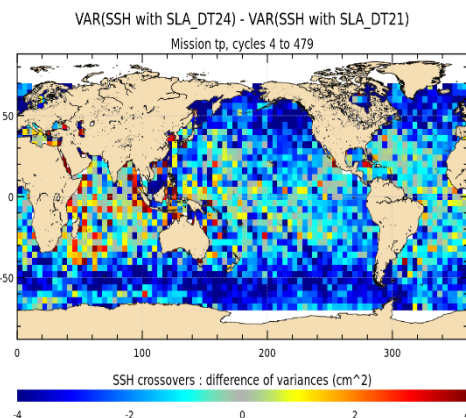 VAR(SSH with SLA_DT24) - VAR(SSH with SLA_DT21)
Mission tp, cycles 4 to 479
50
0
-50
0 100 200 300
SSH crossovers : difference of variances (cm^2)
-4 -2 0 2